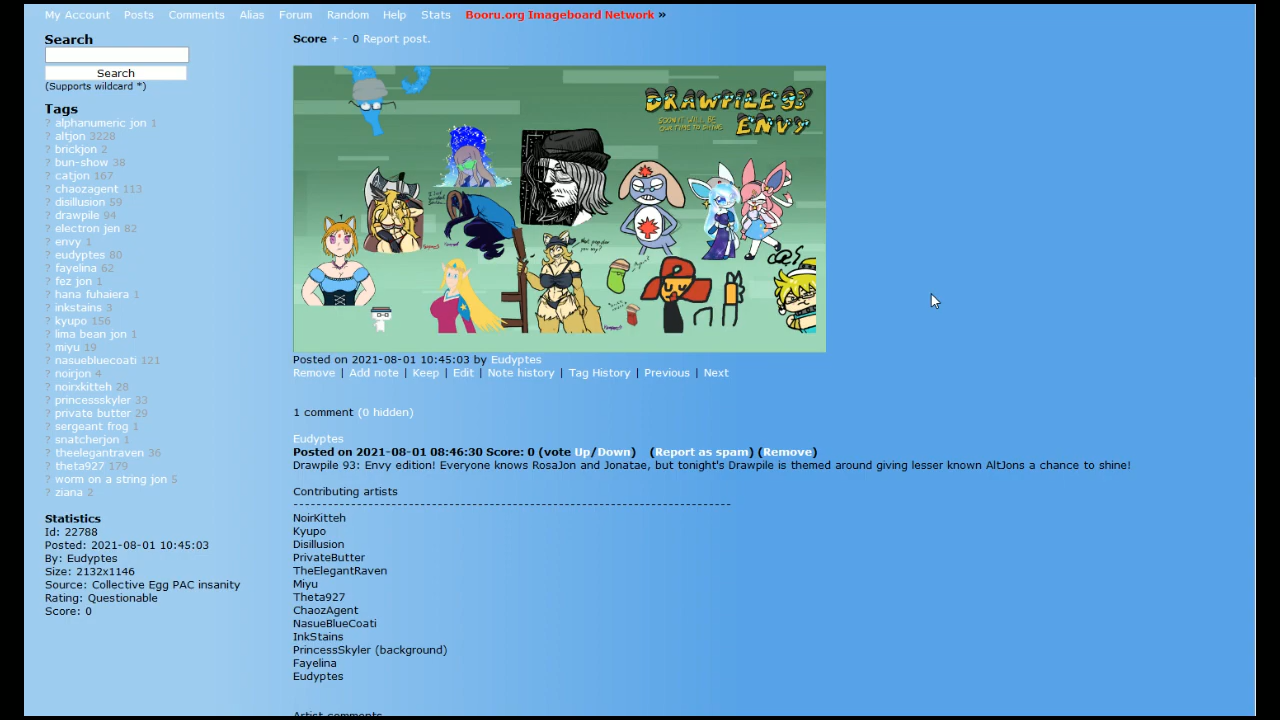 My Account Posts Comments Alias Forum Random Help Stats Booru.org Imageboard Network »
Search
Search
(Supports wildcard *)
Tags
? alphanumeric jon 1
? altjon 3228
? brickjon 2
? bun-show 38
? catjon 167
? chaozagent 113
? disillusion 59
? drawpile 94
? electron jen 82
? envy 1
? eudyptes 80
? fayelina 62
? fez jon 1
? hana fuhaiera 1
? inkstains 3
? kyupo 156
? lima bean jon 1
? miyu 19
? nasuebluecoati 121
? noirjon 4
? noirxkitteh 28
? princessskyler 33
? private butter 29
? sergeant frog 1
? snatcherjon 1
? theelegantraven 36
? theta927 179
? worm on a string jon 5
? ziana 2
Statistics
Id: 22788
Posted: 2021-08-01 10:45:03
By: Eudyptes
Size: 2132x1146
Source: Collective Egg PAC insanity
Rating: Questionable
Score: 0
Score + - 0 Report post.
DRAWPILE 93
SOON IT WILL BE
OUR TIME TO SHINE
ENVY
Posted on 2021-08-01 10:45:03 by Eudyptes
Remove | Add note | Keep | Edit | Note history | Tag History | Previous | Next
1 comment (0 hidden)
Eudyptes
Posted on 2021-08-01 08:46:30 Score: 0 (vote Up/Down) (Report as spam) (Remove)
Drawpile 93: Envy edition! Everyone knows RosaJon and Jonatae, but tonight's Drawpile is themed around giving lesser known AltJons a chance to shine!
Contributing artists
--------------------------------------------------------------------------------
NoirKitteh
Kyupo
Disillusion
PrivateButter
TheElegantRaven
Miyu
Theta927
ChaozAgent
NasueBlueCoati
InkStains
PrincessSkyler (background)
Fayelina
Eudyptes
Artist comments